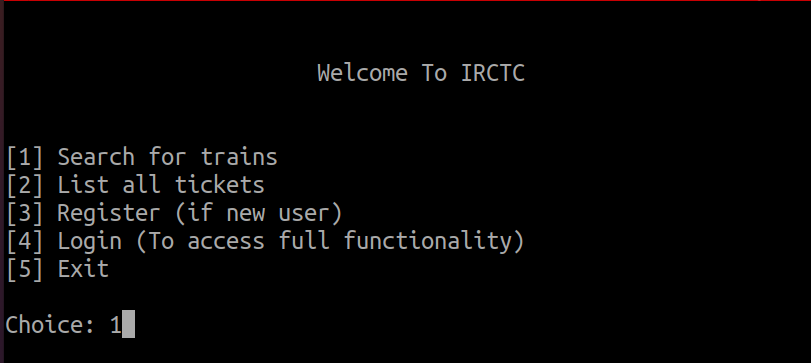 Welcome To IRCTC
[1] Search for trains
[2] List all tickets
[3] Register (if new user)
[4] Login (To access full functionality)
[5] Exit
Choice: 1